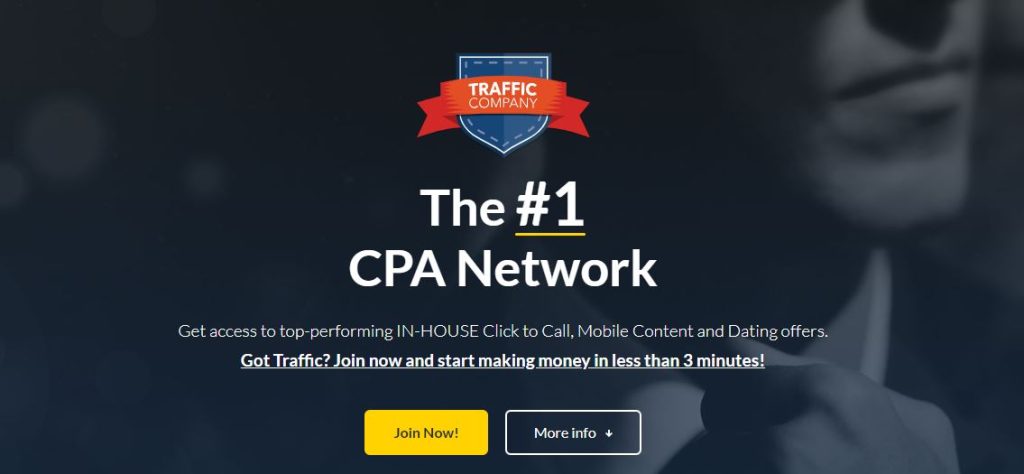 TRAFFIC
COMPANY
The #1
CPA Network
Get access to top-performing IN-HOUSE Click to Call, Mobile Content and Dating offers.
Got Traffic? Join now and start making money in less than 3 minutes!
Join Now!
More info ↓